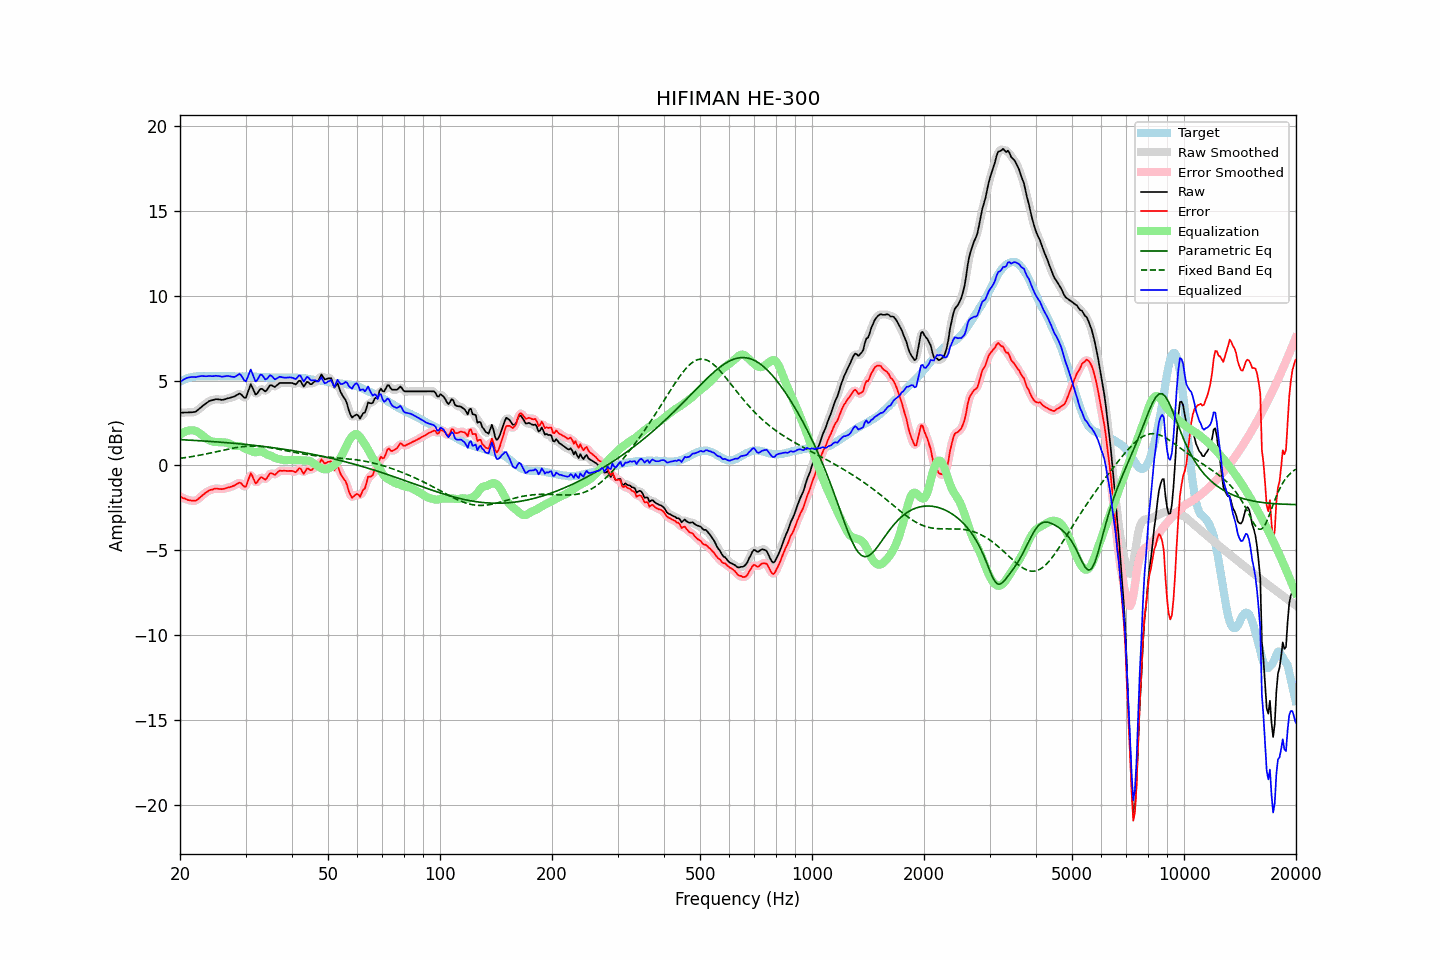 HIFIMAN HE-300
Target
Raw Smoothed
Error Smoothed
Raw
Error
Equalization
Parametric Eq
Fixed Band Eq
Equalized
Amplitude (dBr)
20
15
10
5
0
−5
−10
−15
−20
20 50 100 200 500 1000 2000 5000 10000 20000
Frequency (Hz)